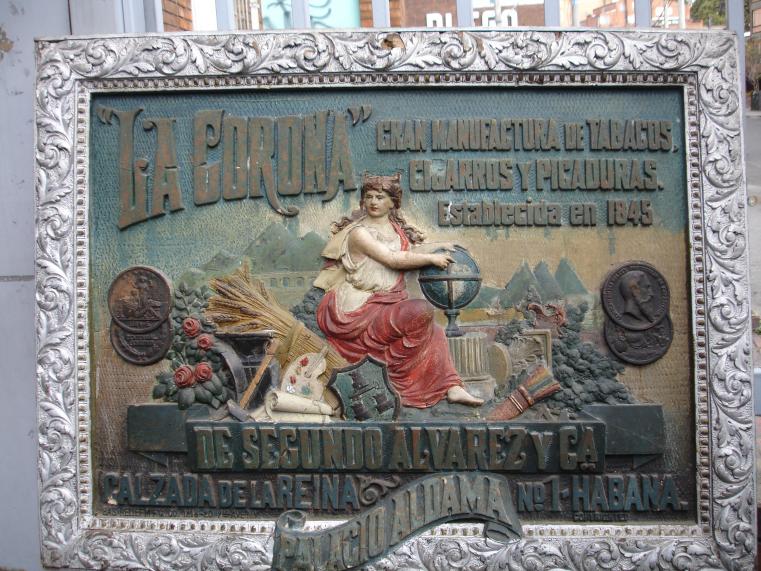 "LA CORONA"
GRAN MANUFACTURA DE TABACOS,
CIGARROS Y PICADURAS.
Establecida en 1845
DE SEGUNDO ALVAREZ Y CA
CALZADA DE LA REINA Nº 1 HABANA.
PALACIO ALDAMA